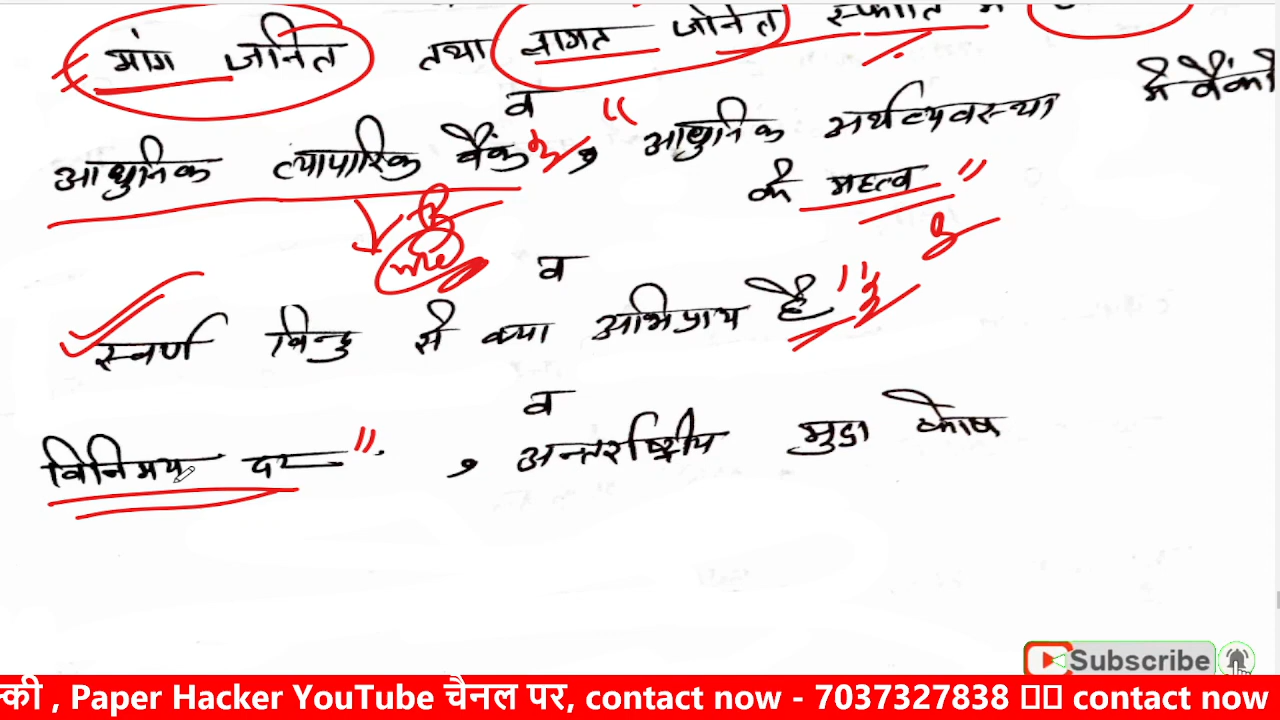 मांग जनित तथा लागत जनित स्फीति में
व
आधुनिक व्यापारिक बैंक , " आधुनिक अर्थव्यवस्था में बैंकों
के महत्व "
व
स्वर्ण बिन्दु से क्या अभिप्राय है "
व
विनिमय दर " , अन्तर्राष्ट्रीय मुद्रा कोष
Subscribe
स्की , Paper Hacker YouTube चैनल पर, contact now - 7037327838 contact now